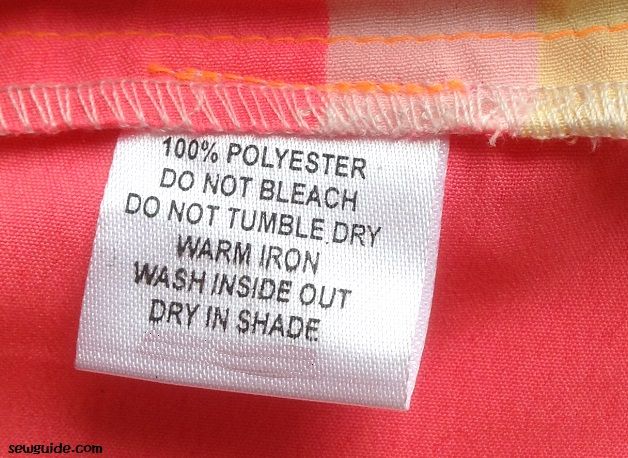 100% POLYESTER
DO NOT BLEACH
DO NOT TUMBLE DRY
WARM IRON
WASH INSIDE OUT
DRY IN SHADE
sewguide.com